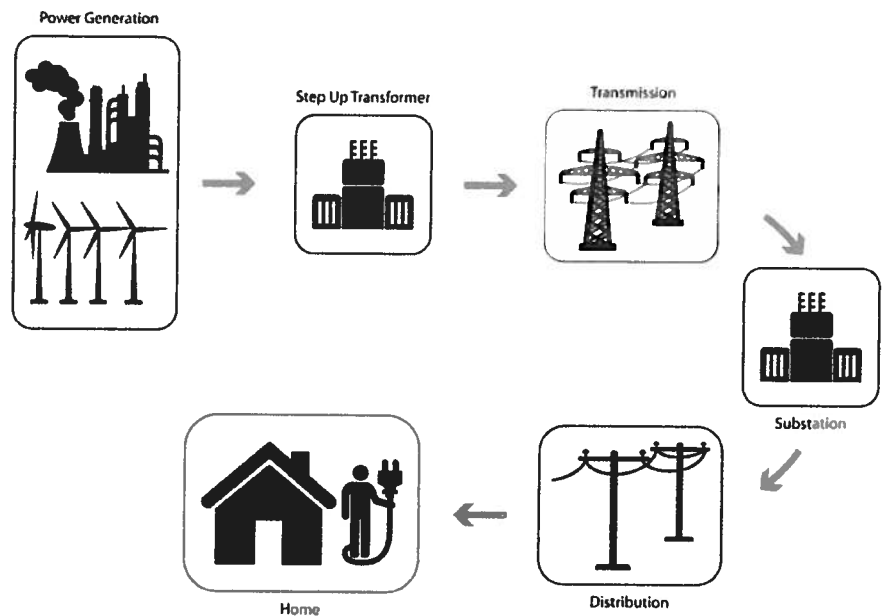 Power Generation
Step Up Transformer
Transmission
Substation
Distribution
Home